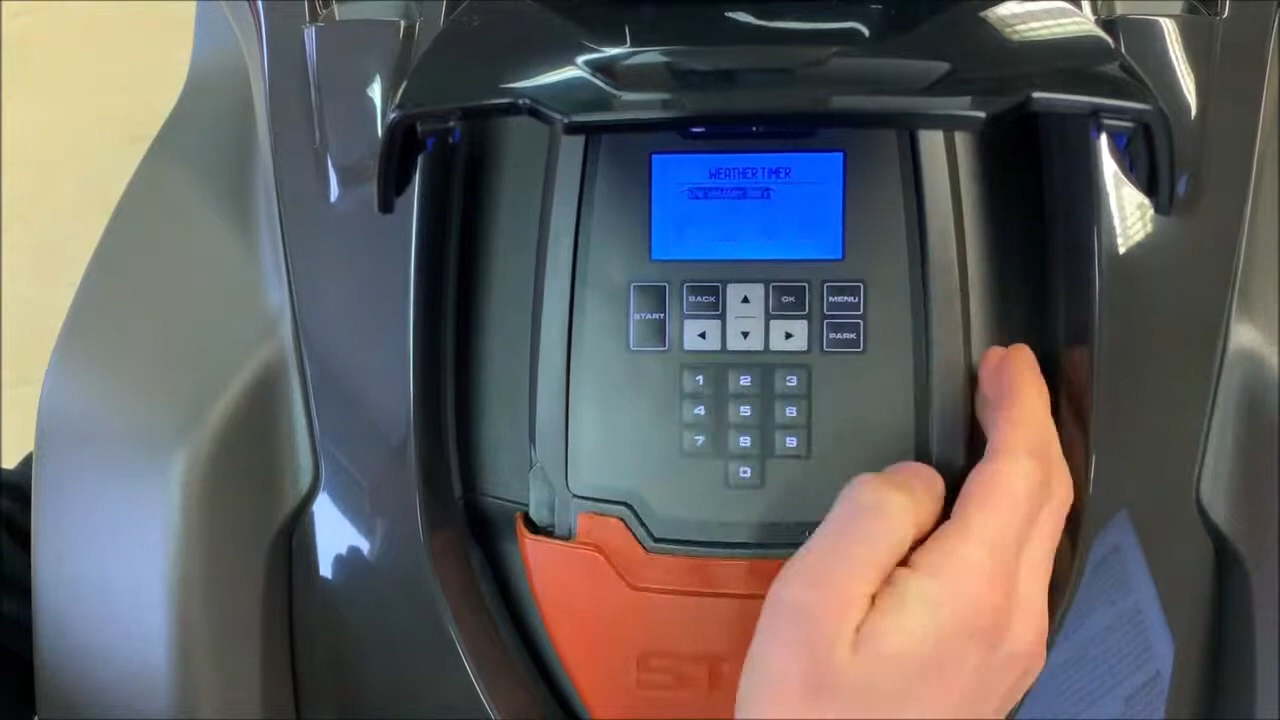 WEATHER TIMER
START
BACK
▲
OK
MENU
◀
▼
▶
PARK
1 2 3
4 5 6
7 8 9
0